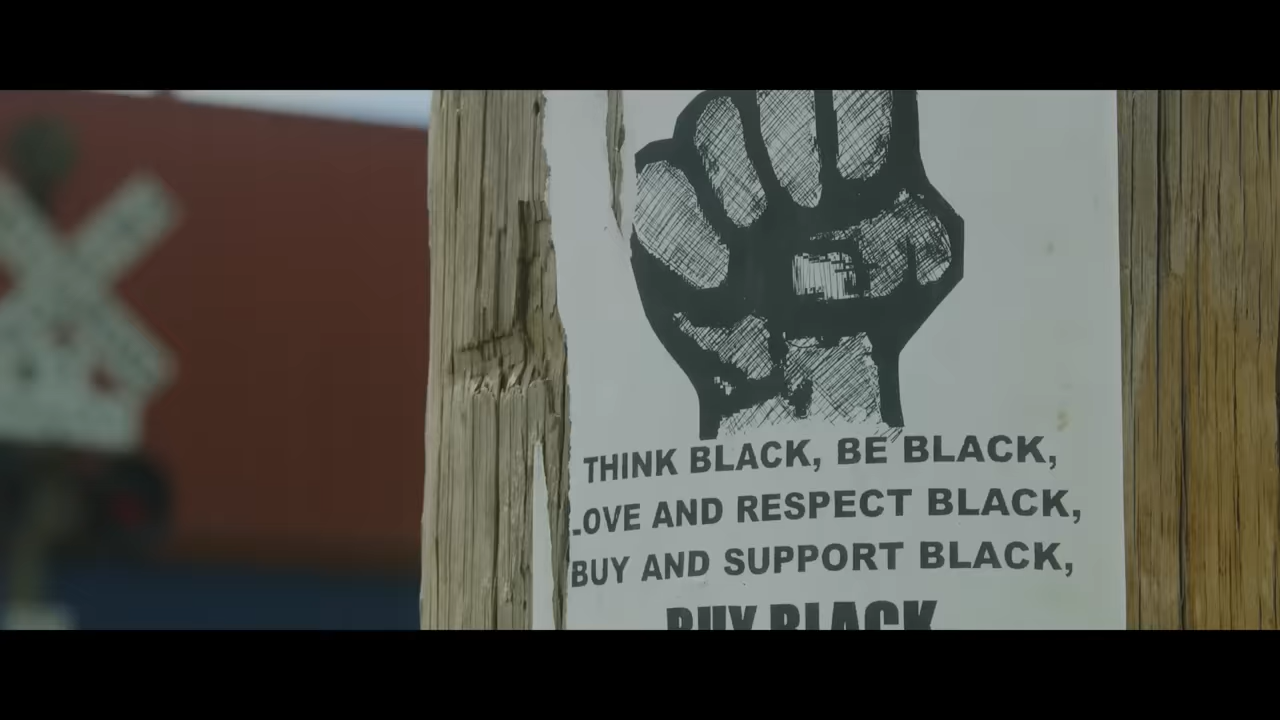 THINK BLACK, BE BLACK,
LOVE AND RESPECT BLACK,
BUY AND SUPPORT BLACK,
BUY BLACK